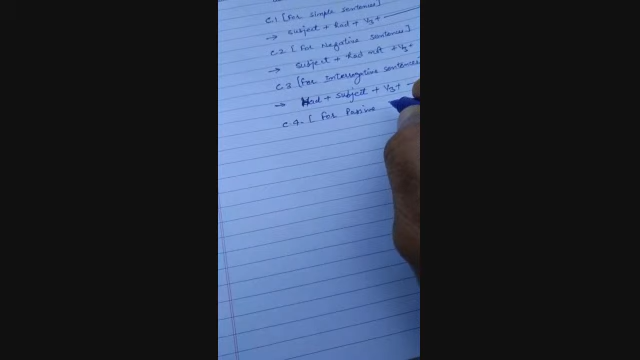 C.1 [For Simple Sentences]
→ Subject + Had + V3 +
C.2 [For Negative Sentences]
→ Subject + Had not + V3 +
C.3 [For Interrogative Sentences
→ Had + Subject + V3 +
C.4. [ For Passive